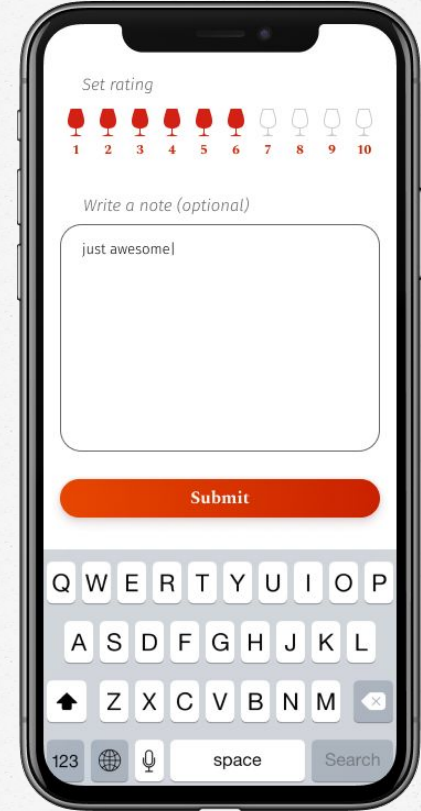 Set rating
1 2 3 4 5 6 7 8 9 10
Write a note (optional)
just awesome
Submit
Q W E R T Y U I O P
A S D F G H J K L
Z X C V B N M
123 space Search